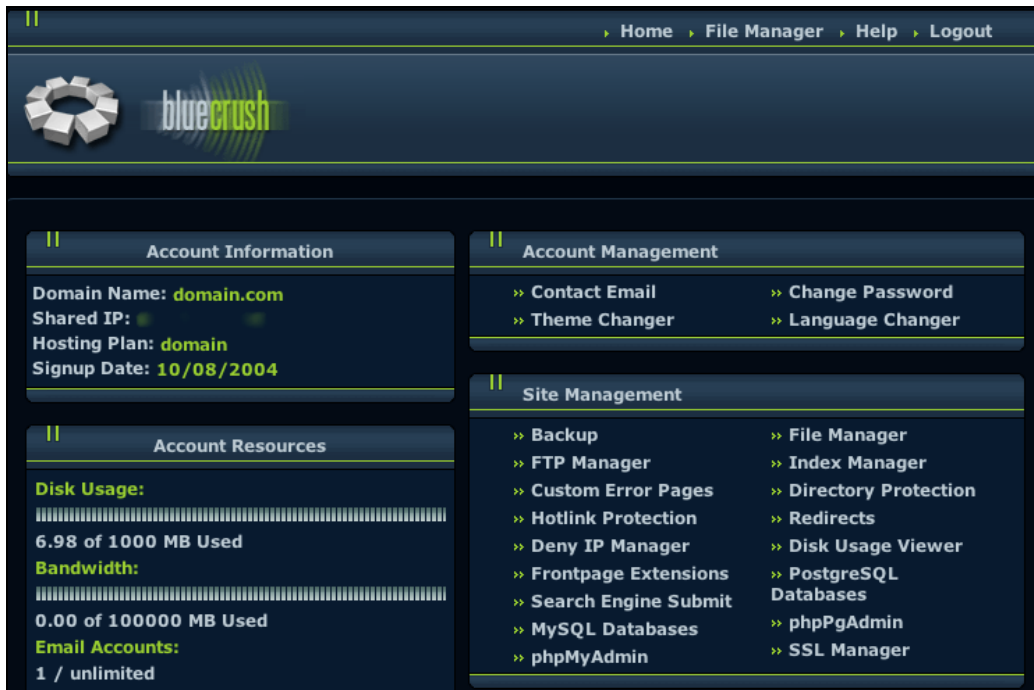 Home File Manager Help Logout
bluecrush
Account Information
Domain Name: domain.com
Shared IP:
Hosting Plan: domain
Signup Date: 10/08/2004
Account Resources
Disk Usage:
6.98 of 1000 MB Used
Bandwidth:
0.00 of 100000 MB Used
Email Accounts:
1 / unlimited
Account Management
Contact Email
Change Password
Theme Changer
Language Changer
Site Management
Backup
File Manager
FTP Manager
Index Manager
Custom Error Pages
Directory Protection
Hotlink Protection
Redirects
Deny IP Manager
Disk Usage Viewer
Frontpage Extensions
PostgreSQL
Databases
Search Engine Submit
phpPgAdmin
MySQL Databases
SSL Manager
phpMyAdmin